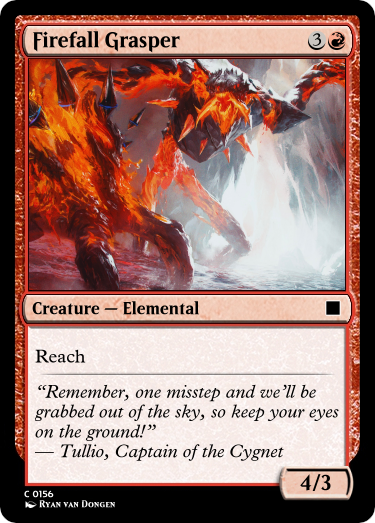 Firefall Grasper 3
Creature — Elemental
Reach
“Remember, one misstep and we’ll be
grabbed out of the sky, so keep your eyes
on the ground!”
— Tullio, Captain of the Cygnet
4/3
C 0156
Ryan van Dongen